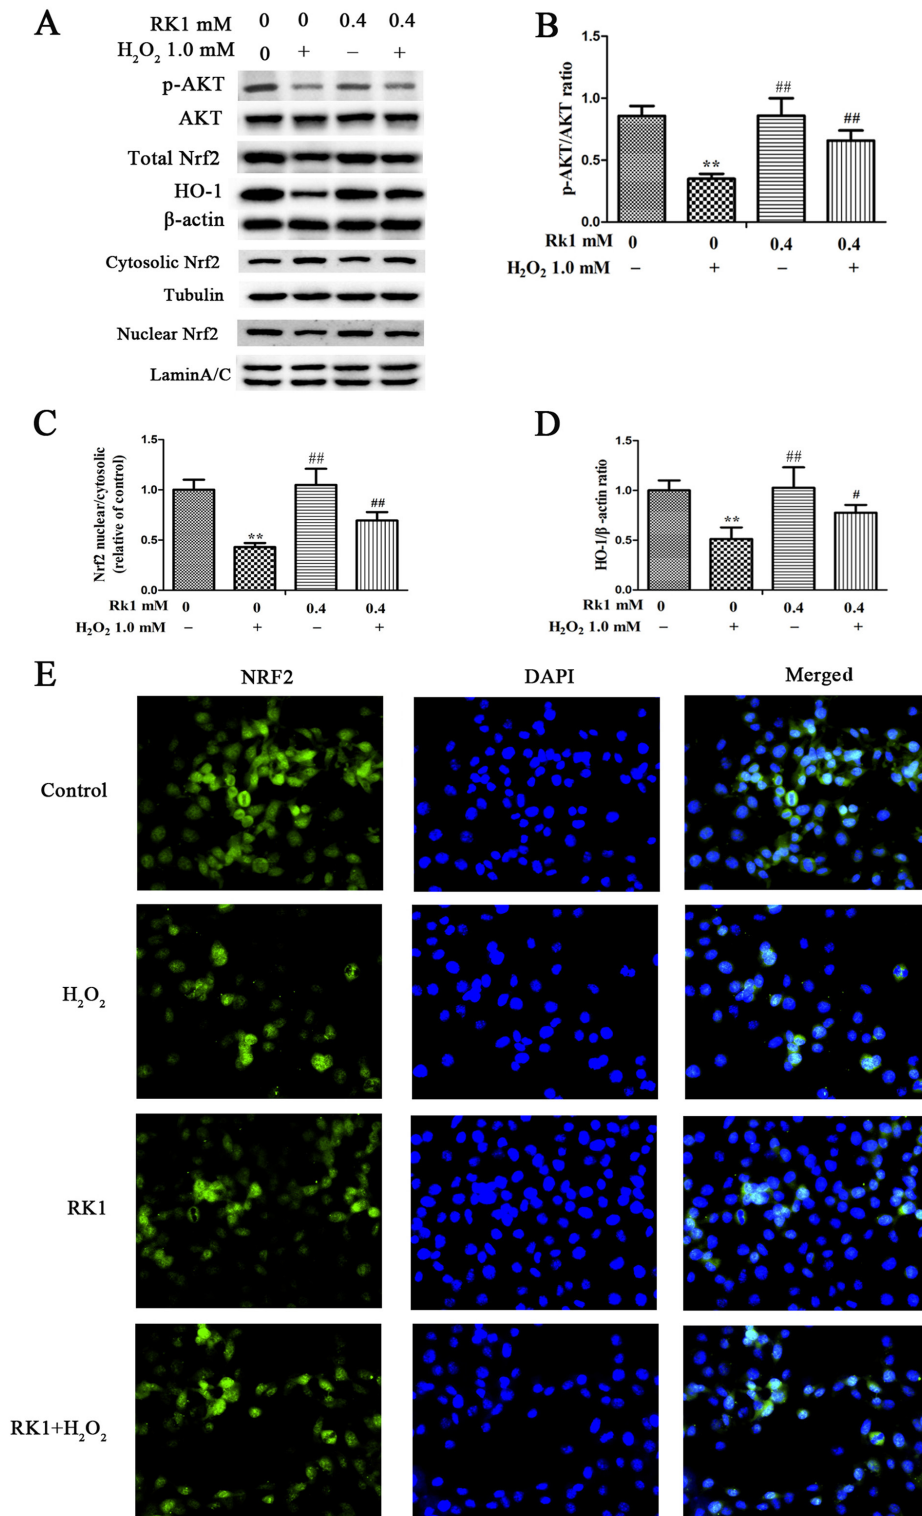 A
RK1 mM 0 0 0.4 0.4
H₂O₂ 1.0 mM 0 + – +
p-AKT
AKT
Total Nrf2
HO-1
β-actin
Cytosolic Nrf2
Tubulin
Nuclear Nrf2
LaminA/C
B
p-AKT/AKT ratio
1.5
1.0
0.5
0.0
**
##
##
Rk1 mM 0 0 0.4 0.4
H₂O₂ 1.0 mM – + – +
C
Nrf2 nuclear/cytosolic
(relative of control)
1.5
1.0
0.5
0.0
**
##
##
Rk1 mM 0 0 0.4 0.4
H₂O₂ 1.0 mM – + – +
D
HO-1/β -actin ratio
1.5
1.0
0.5
0.0
**
##
#
Rk1 mM 0 0 0.4 0.4
H₂O₂ 1.0 mM – + – +
E
NRF2 DAPI Merged
Control
H₂O₂
RK1
RK1+H₂O₂